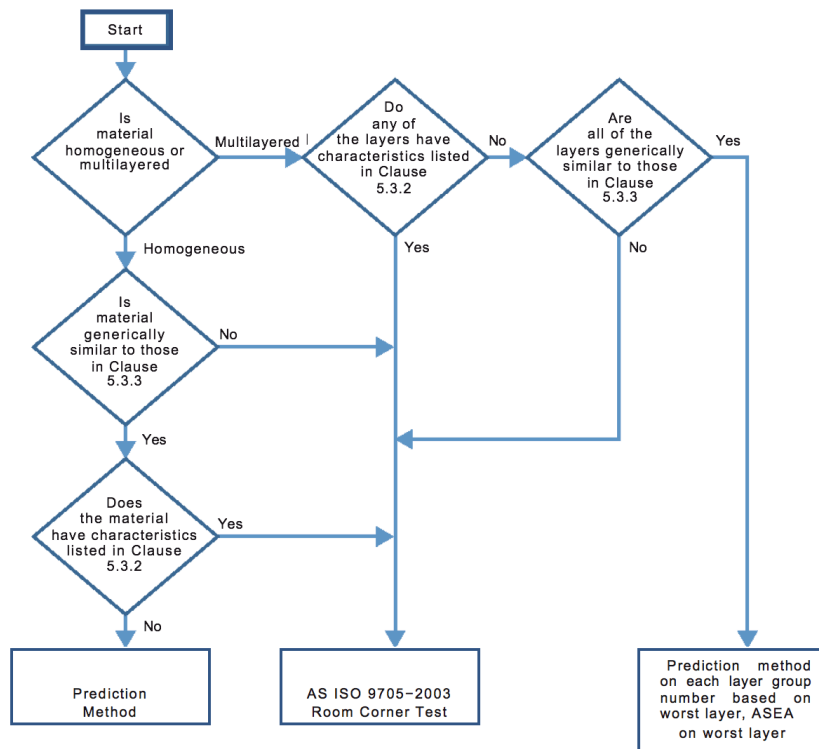 Start
Is
material
homogeneous or
multilayered
Multilayered
Homogeneous
Do
any of
the layers have
characteristics listed
in Clause
5.3.2
No
Yes
Are
all of the
layers generically
similar to those
in Clause
5.3.3
Yes
No
Is
material
generically
similar to those
in Clause
5.3.3
No
Yes
Does
the material
have characteristics
listed in Clause
5.3.2
Yes
No
Prediction
Method
AS ISO 9705-2003
Room Corner Test
Prediction method
on each layer group
number based on
worst layer, ASEA
on worst layer